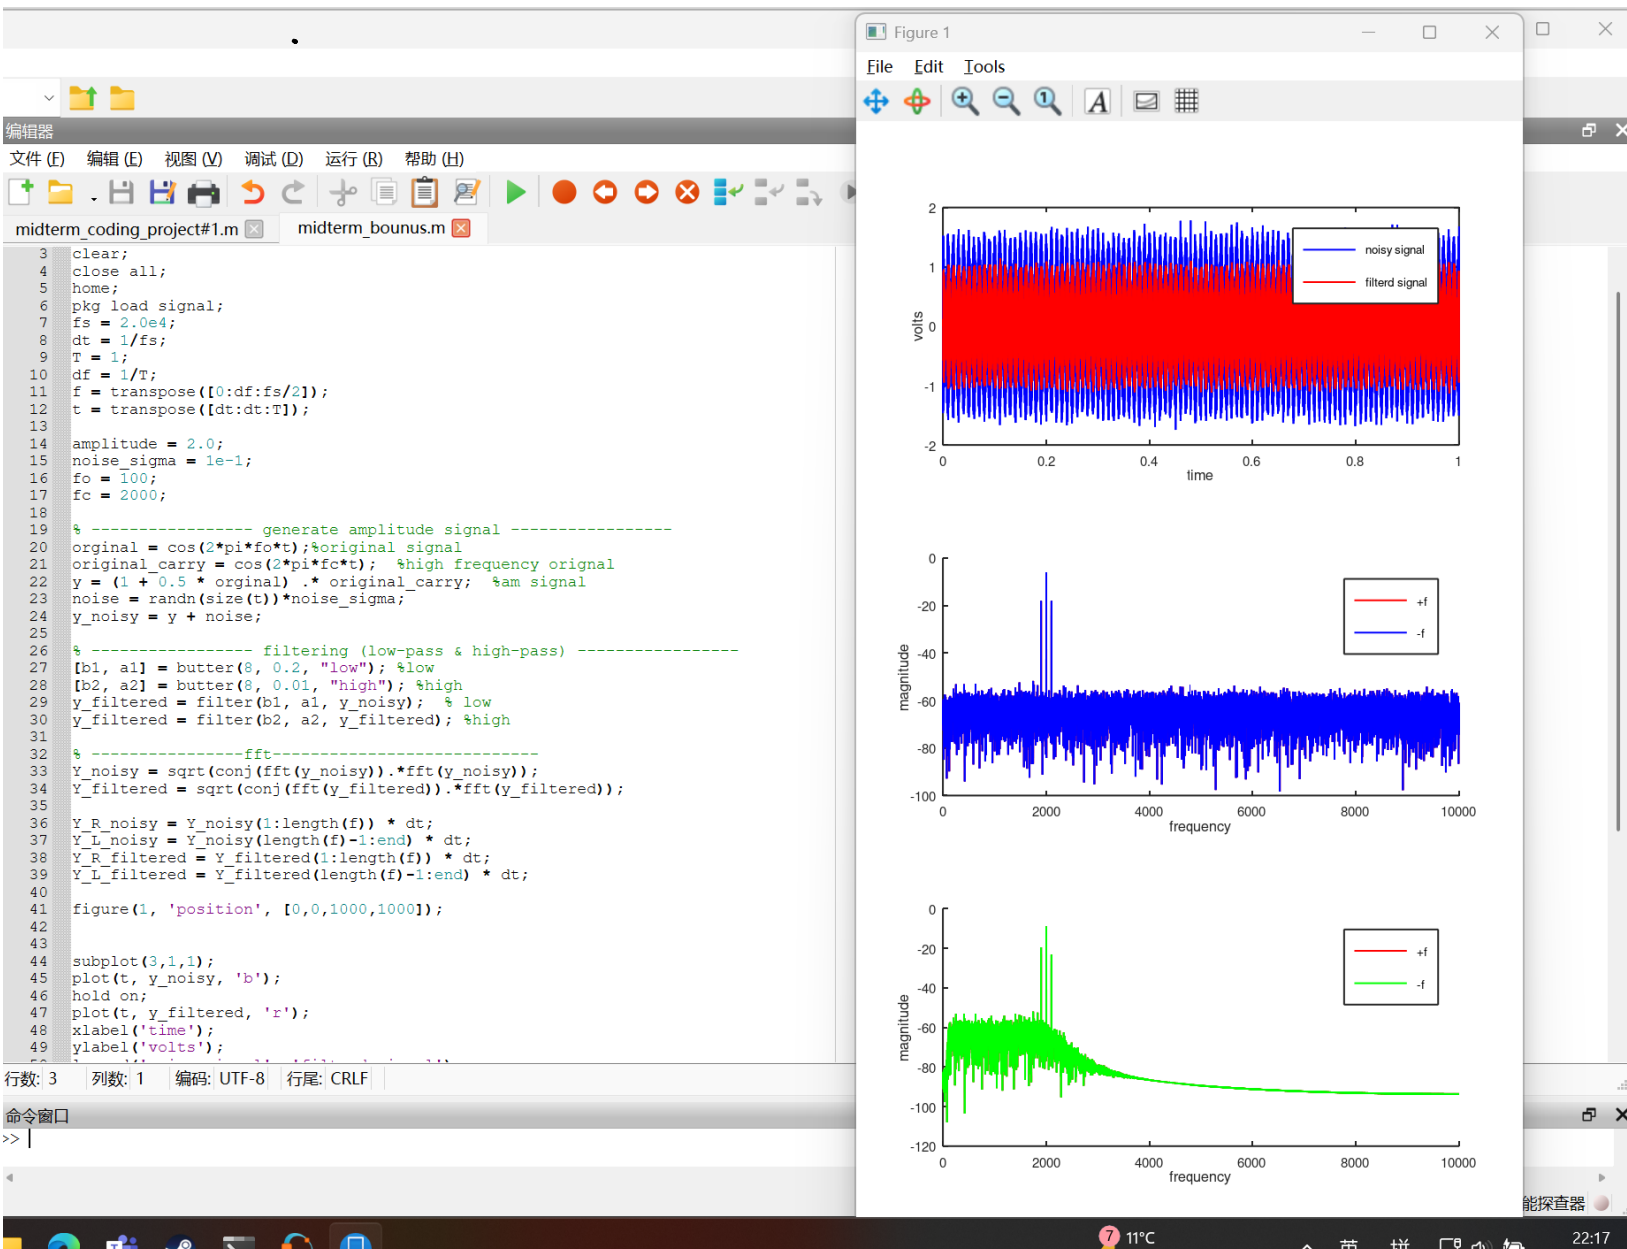 编辑器
文件 (F) 编辑 (E) 视图 (V) 调试 (D) 运行 (R) 帮助 (H)
midterm_coding_project#1.m midterm_bounus.m
3 clear;
4 close all;
5 home;
6 pkg load signal;
7 fs = 2.0e4;
8 dt = 1/fs;
9 T = 1;
10 df = 1/T;
11 f = transpose([0:df:fs/2]);
12 t = transpose([dt:dt:T]);
13
14 amplitude = 2.0;
15 noise_sigma = 1e-1;
16 fo = 100;
17 fc = 2000;
18
19 % ----------------- generate amplitude signal -----------------
20 orginal = cos(2*pi*fo*t);%original signal
21 original_carry = cos(2*pi*fc*t);  %high frequency orignal
22 y = (1 + 0.5 * orginal) .* original_carry;  %am signal
23 noise = randn(size(t))*noise_sigma;
24 y_noisy = y + noise;
25
26 % ----------------- filtering (low-pass & high-pass) -----------------
27 [b1, a1] = butter(8, 0.2, "low"); %low
28 [b2, a2] = butter(8, 0.01, "high"); %high
29 y_filtered = filter(b1, a1, y_noisy);  % low
30 y_filtered = filter(b2, a2, y_filtered); %high
31
32 % ----------------fft----------------------------
33 Y_noisy = sqrt(conj(fft(y_noisy)).*fft(y_noisy));
34 Y_filtered = sqrt(conj(fft(y_filtered)).*fft(y_filtered));
35
36 Y_R_noisy = Y_noisy(1:length(f)) * dt;
37 Y_L_noisy = Y_noisy(length(f)-1:end) * dt;
38 Y_R_filtered = Y_filtered(1:length(f)) * dt;
39 Y_L_filtered = Y_filtered(length(f)-1:end) * dt;
40
41 figure(1, 'position', [0,0,1000,1000]);
42
43
44 subplot(3,1,1);
45 plot(t, y_noisy, 'b');
46 hold on;
47 plot(t, y_filtered, 'r');
48 xlabel('time');
49 ylabel('volts');
行数: 3 列数: 1 编码: UTF-8 行尾: CRLF
命令窗口
>>
Figure 1
File Edit Tools
1
2
1
0
-1
-2
volts
noisy signal
filterd signal
0 0.2 0.4 0.6 0.8 1
time
0
-20
-40
-60
-80
-100
magnitude
+f
-f
0 2000 4000 6000 8000 10000
frequency
0
-20
-40
-60
-80
-100
-120
magnitude
+f
-f
0 2000 4000 6000 8000 10000
frequency
能探查器
7 11°C
英 拼
22:17